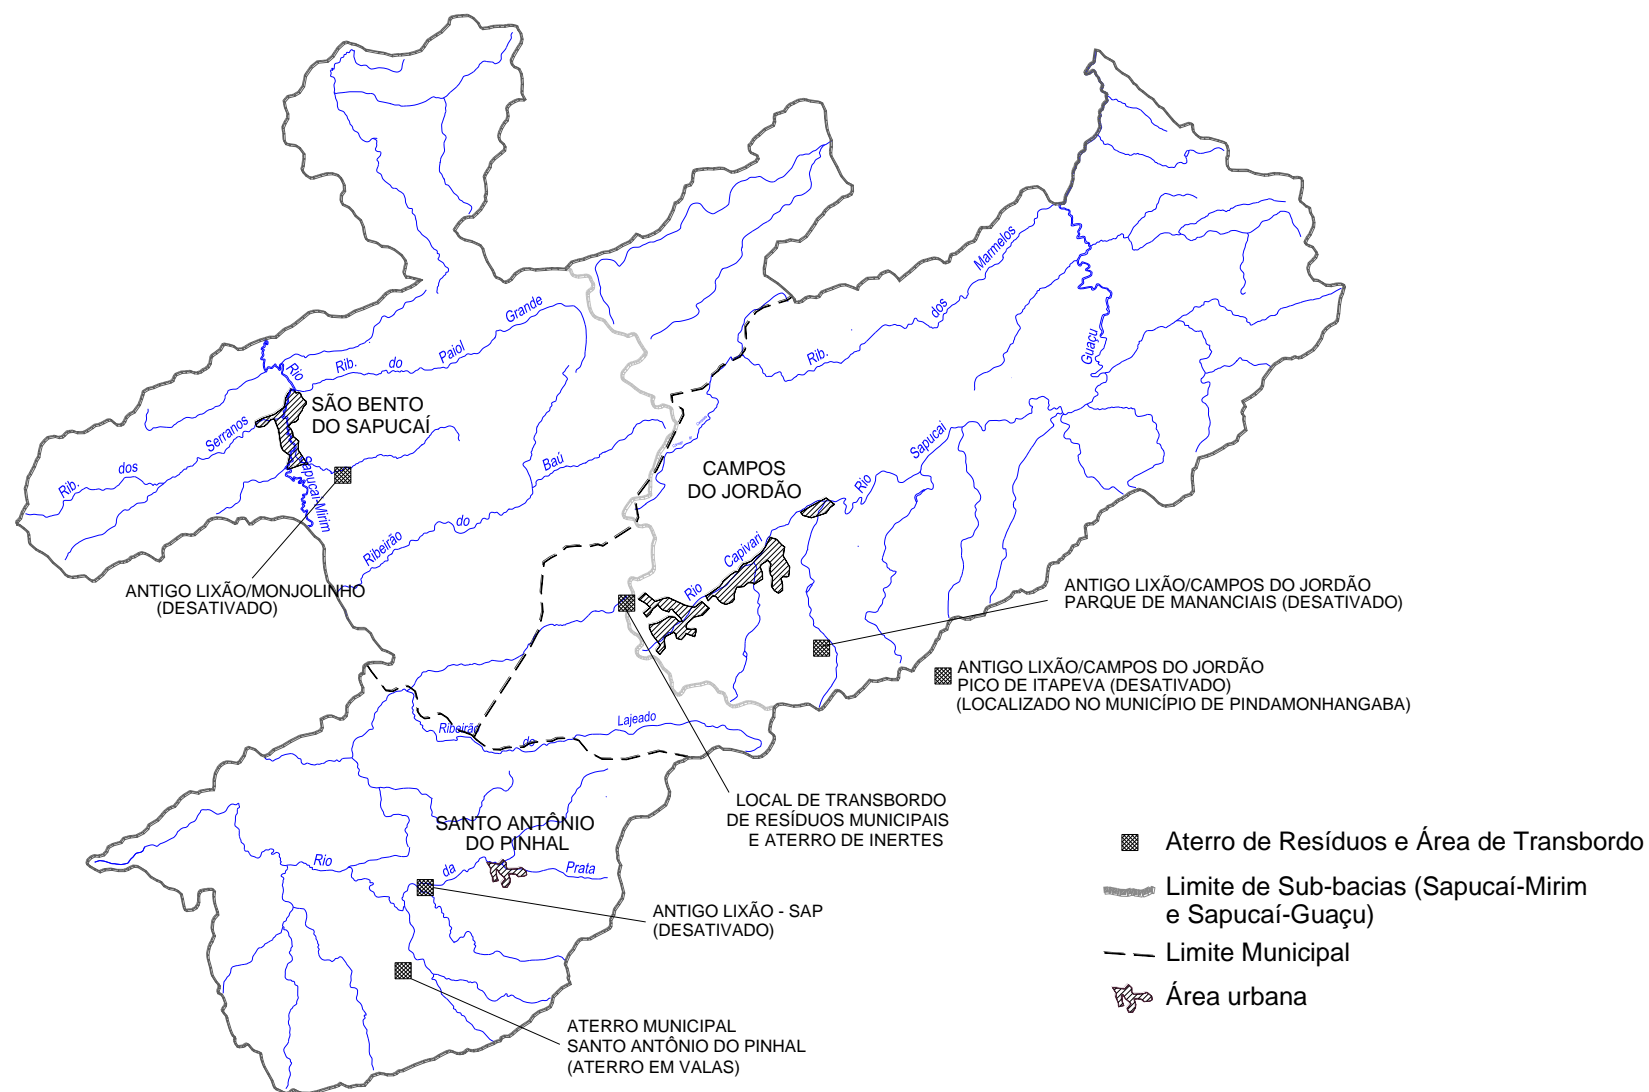 Rib.
do
Paiol
Grande
Rio
SÃO BENTO
DO SAPUCAÍ
Rib.
dos
Serranos
Sapucaí-Mirim
Ribeirão
do
Baú
ANTIGO LIXÃO/MONJOLINHO
(DESATIVADO)
Rib.
dos
Marmelos
Guaçu
CAMPOS
DO JORDÃO
Rio
Sapucaí
Rio
Capivari
ANTIGO LIXÃO/CAMPOS DO JORDÃO
PARQUE DE MANANCIAIS (DESATIVADO)
ANTIGO LIXÃO/CAMPOS DO JORDÃO
PICO DE ITAPEVA (DESATIVADO)
(LOCALIZADO NO MUNICÍPIO DE PINDAMONHANGABA)
Ribeirão
do
Lajeado
LOCAL DE TRANSBORDO
DE RESÍDUOS MUNICIPAIS
E ATERRO DE INERTES
SANTO ANTÔNIO
DO PINHAL
Rio
da
Prata
ANTIGO LIXÃO - SAP
(DESATIVADO)
ATERRO MUNICIPAL
SANTO ANTÔNIO DO PINHAL
(ATERRO EM VALAS)
Aterro de Resíduos e Área de Transbordo
Limite de Sub-bacias (Sapucaí-Mirim
e Sapucaí-Guaçu)
Limite Municipal
Área urbana